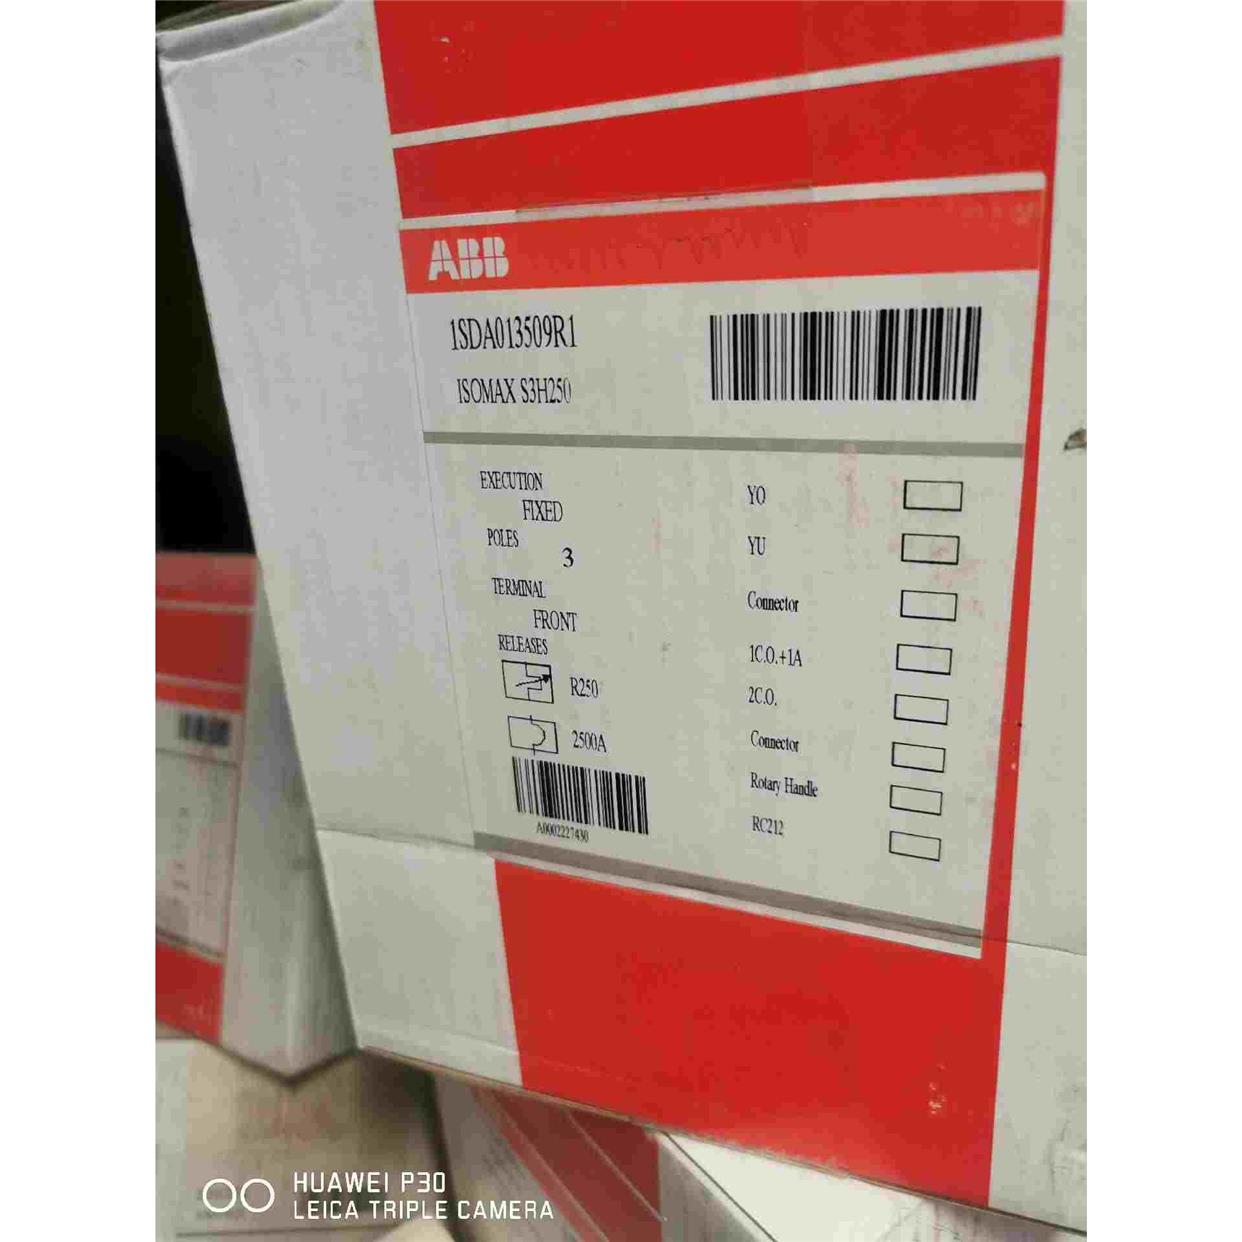 ABB
1SDA013509R1
ISOMAX S3H250
EXECUTION
FIXED
POLES
3
TERMINAL
FRONT
RELEASES
R250
2500A
A0002227430
YO
YU
Connector
1C.O.+1A
2C.O.
Connector
Rotary Handle
RC212
HUAWEI P30
LEICA TRIPLE CAMERA